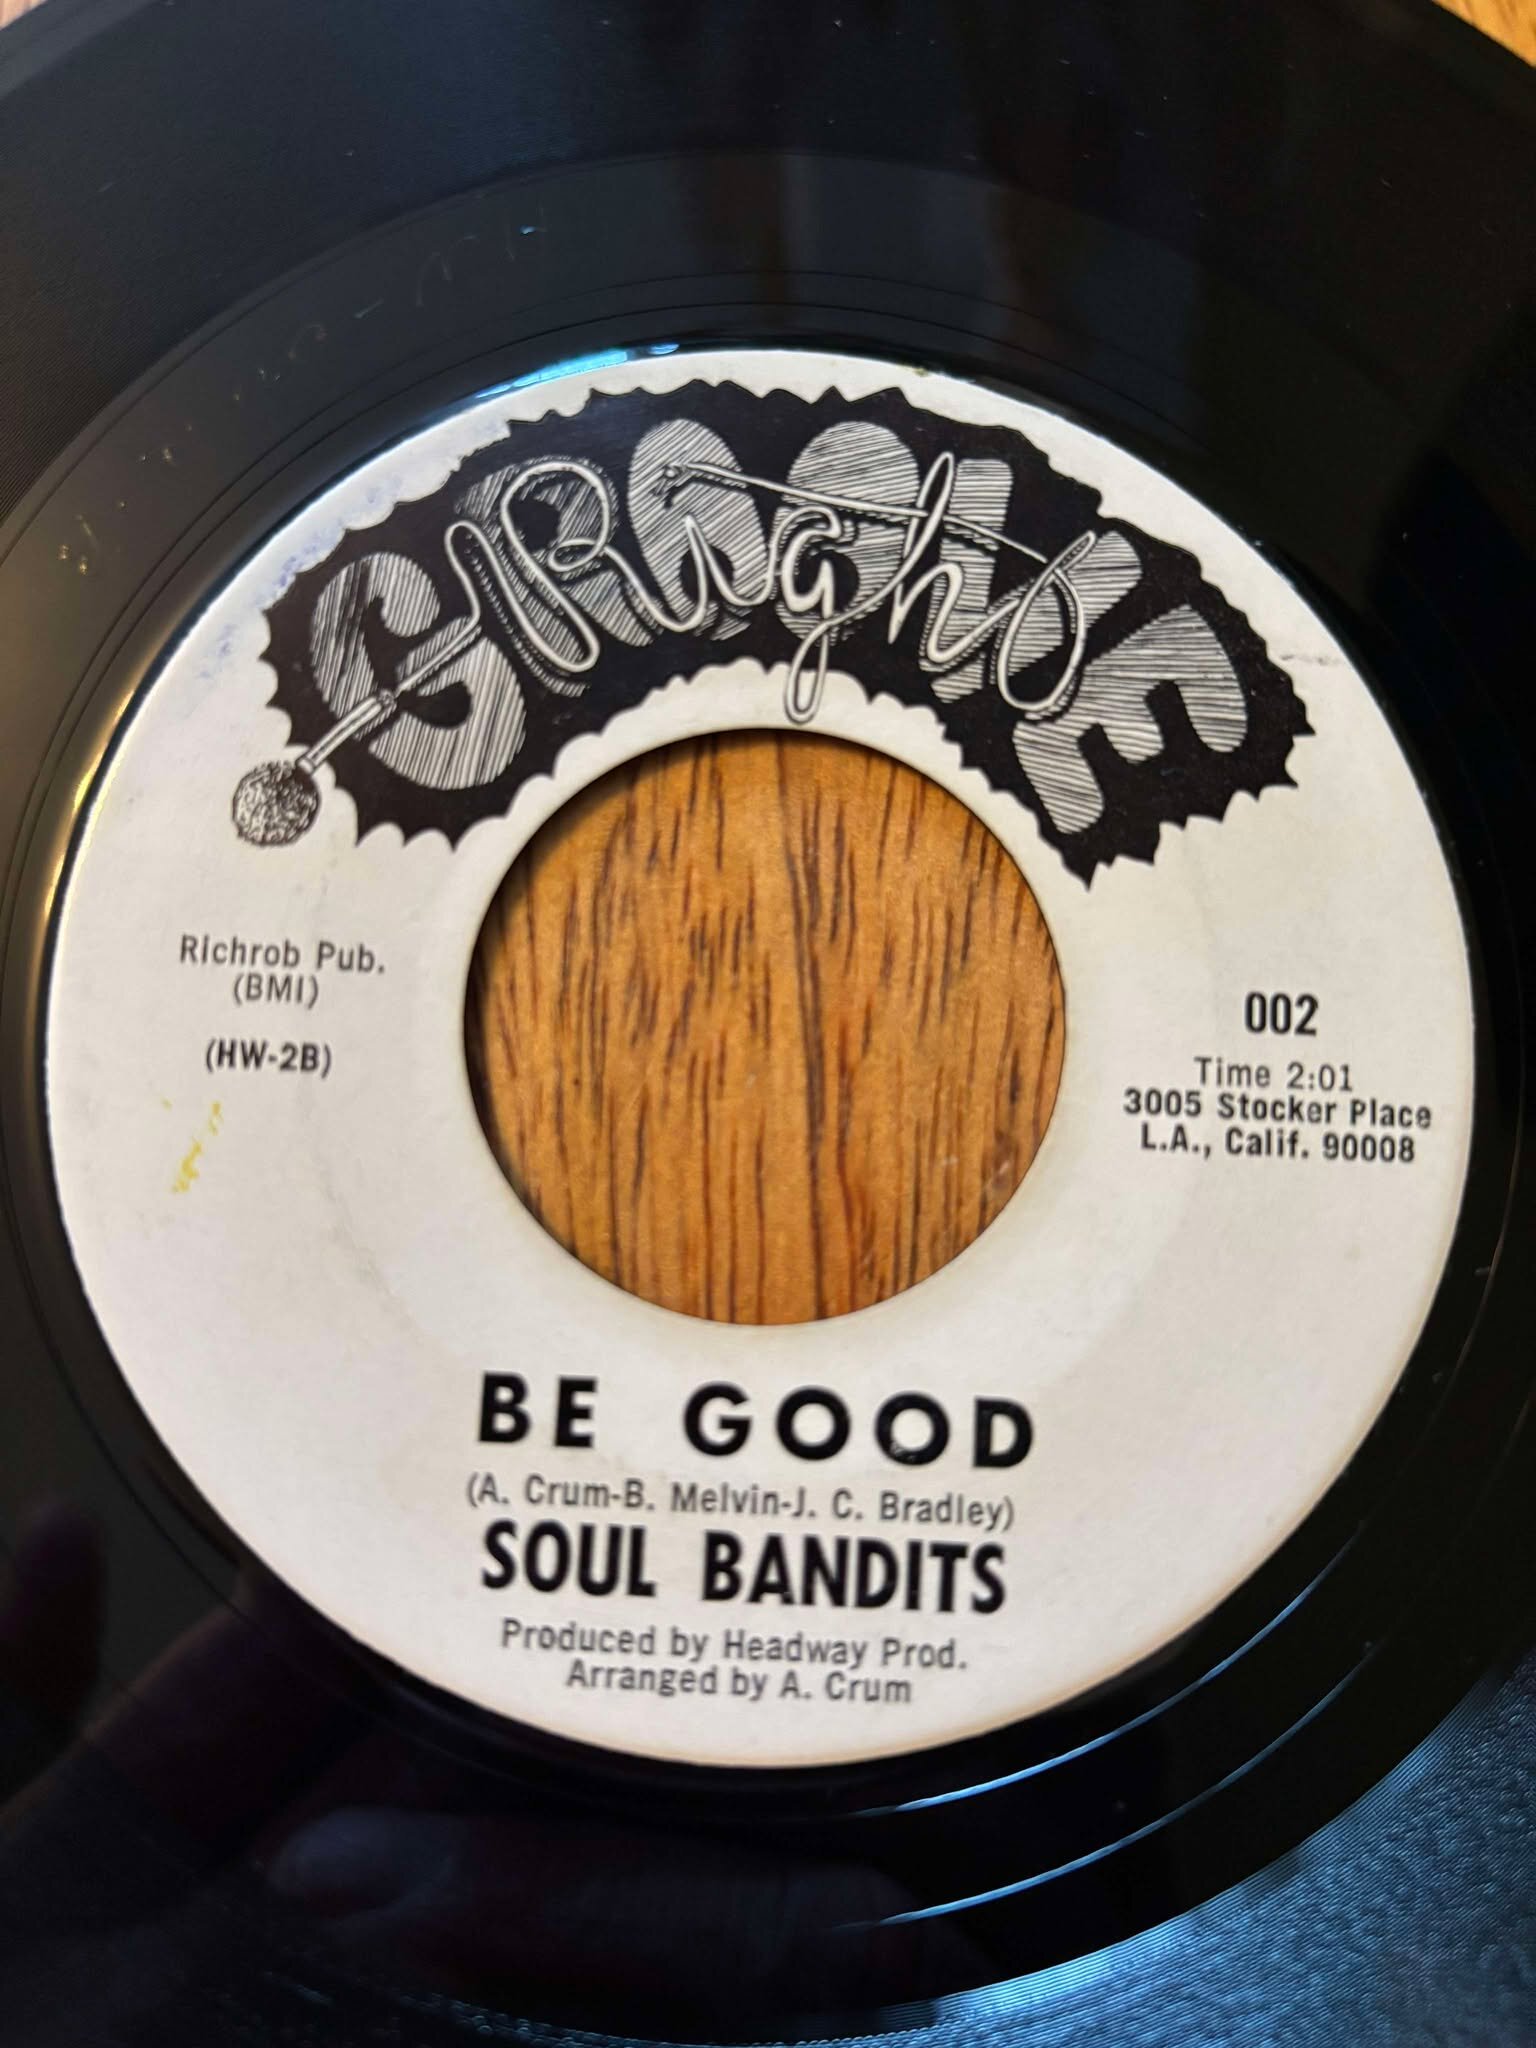 Richrob Pub.
(BMI)
(HW-2B)
002
Time 2:01
3005 Stocker Place
L.A., Calif. 90008
BE GOOD
(A. Crum-B. Melvin-J. C. Bradley)
SOUL BANDITS
Produced by Headway Prod.
Arranged by A. Crum